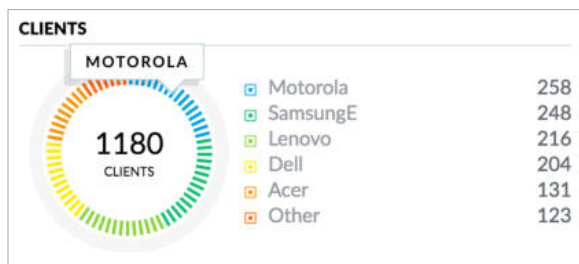 CLIENTS
MOTOROLA
1180
CLIENTS
Motorola 258
SamsungE 248
Lenovo 216
Dell 204
Acer 131
Other 123